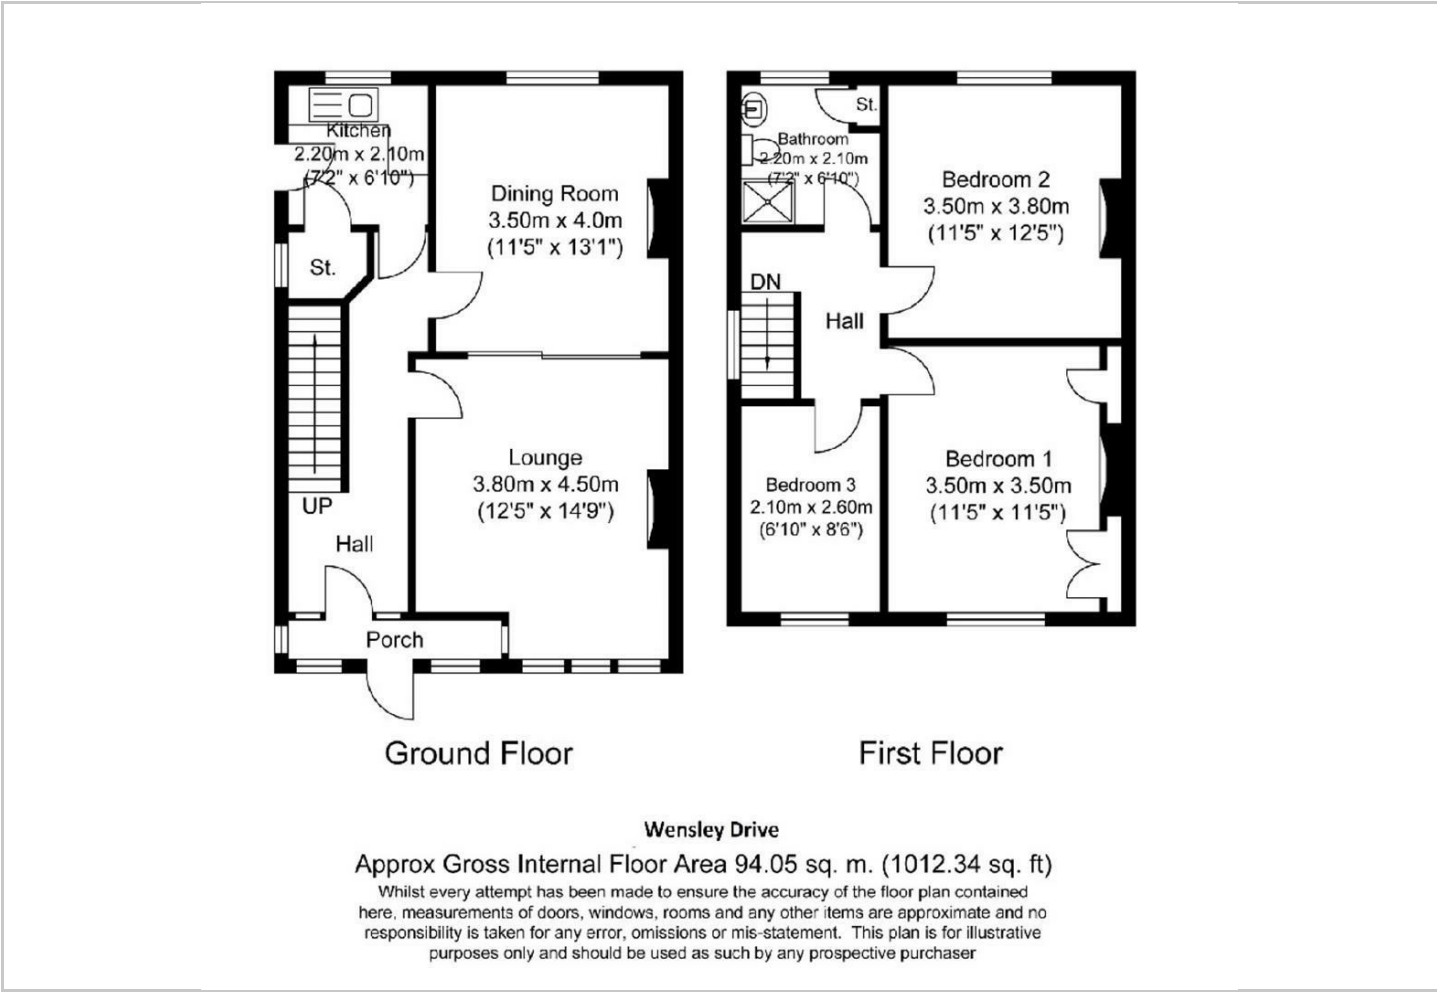 Kitchen
2.20m x 2.10m
(7'2" x 6'10")
Dining Room
3.50m x 4.0m
(11'5" x 13'1")
St.
UP
Hall
Lounge
3.80m x 4.50m
(12'5" x 14'9")
Porch
Ground Floor
St.
Bathroom
2.20m x 2.10m
(7'2" x 6'10")
Bedroom 2
3.50m x 3.80m
(11'5" x 12'5")
DN
Hall
Bedroom 3
2.10m x 2.60m
(6'10" x 8'6")
Bedroom 1
3.50m x 3.50m
(11'5" x 11'5")
First Floor
Wensley Drive
Approx Gross Internal Floor Area 94.05 sq. m. (1012.34 sq. ft)
Whilst every attempt has been made to ensure the accuracy of the floor plan contained
here, measurements of doors, windows, rooms and any other items are approximate and no
responsibility is taken for any error, omissions or mis-statement. This plan is for illustrative
purposes only and should be used as such by any prospective purchaser